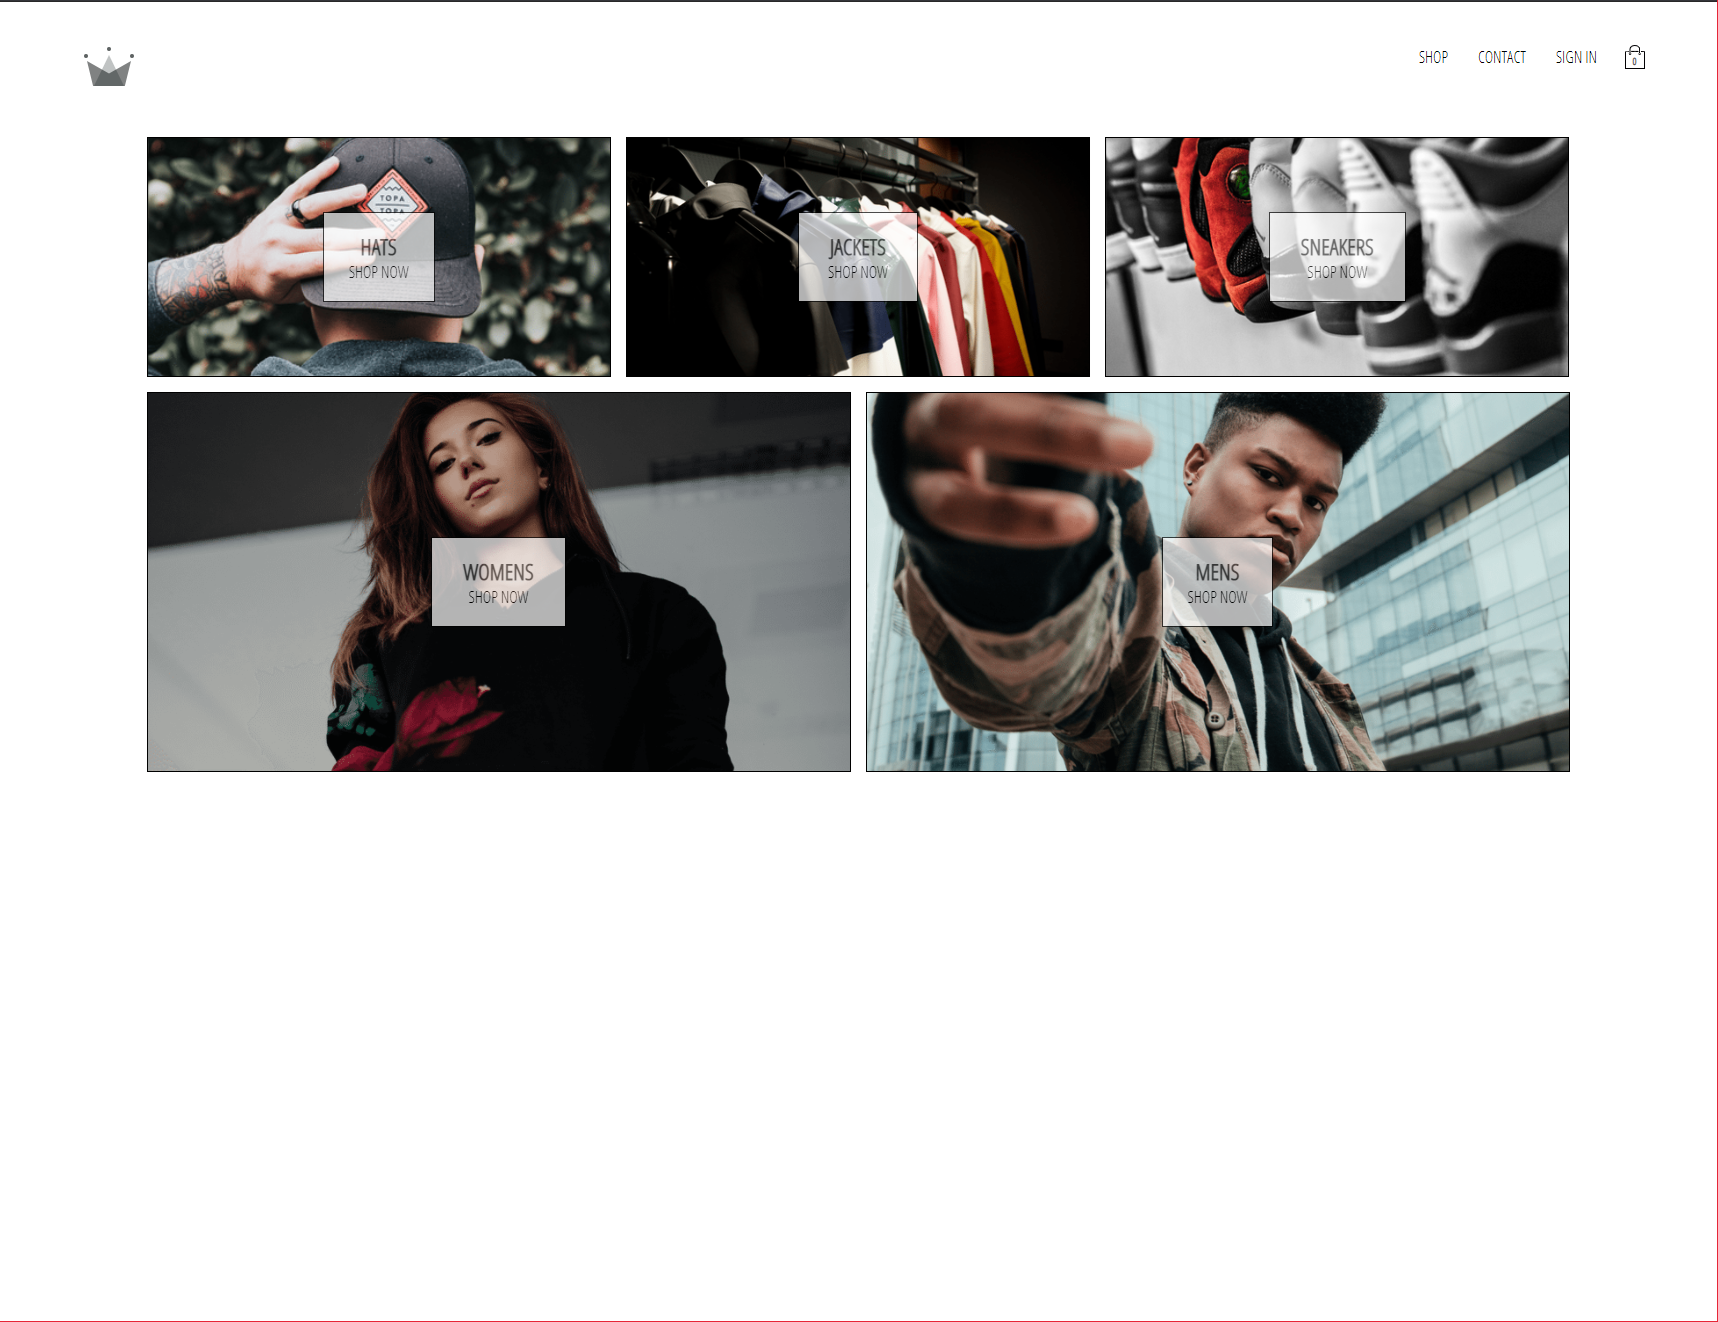 SHOP CONTACT SIGN IN 0
TOPA
TOPA
HATS
SHOP NOW
JACKETS
SHOP NOW
SNEAKERS
SHOP NOW
WOMENS
SHOP NOW
MENS
SHOP NOW